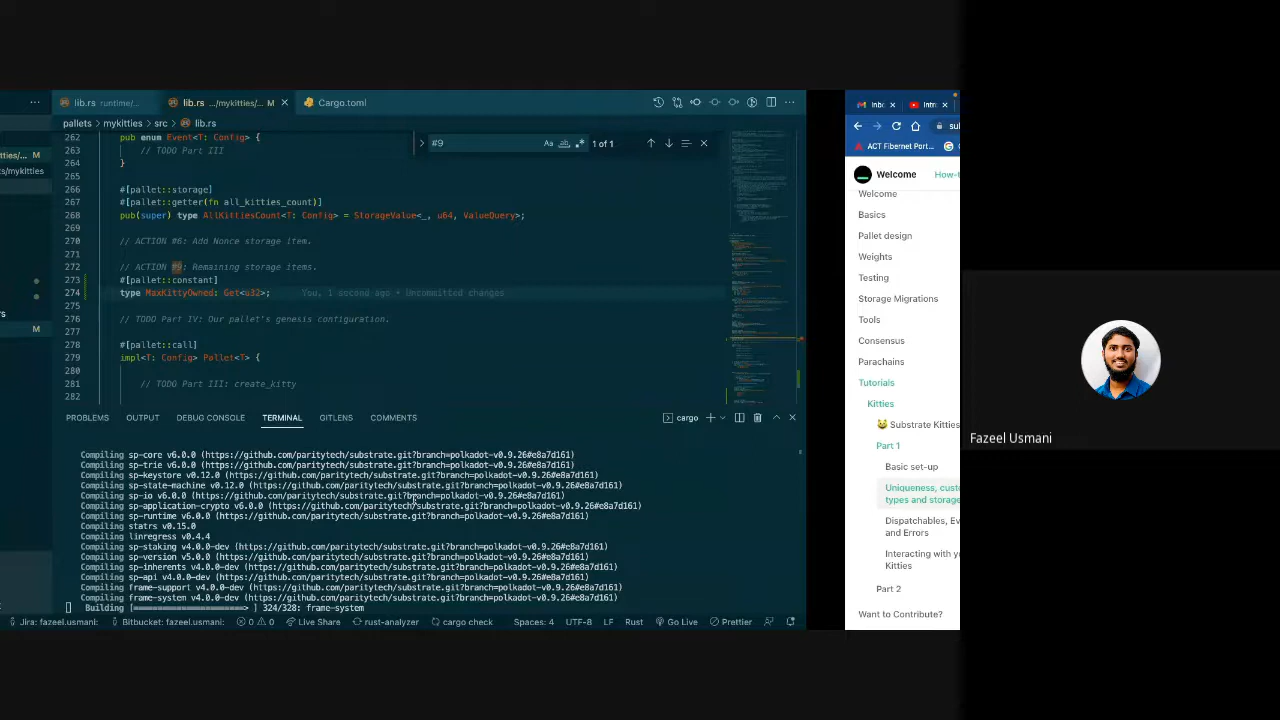 lib.rs runtime/...
lib.rs .../mykitties/... M
Cargo.toml
pallets > mykitties > src > lib.rs
262 pub enum Event<T: Config> {
263 // TODO Part III
264 }
265
266 #[pallet::storage]
267 #[pallet::getter(fn all_kitties_count)]
268 pub(super) type AllKittiesCount<T: Config> = StorageValue<_, u64, ValueQuery>;
269
270 // ACTION #6: Add Nonce storage item.
271
272 // ACTION #9: Remaining storage items.
273 #[pallet::constant]
274 type MaxKittyOwned: Get<u32>; You, 1 second ago • Uncommitted changes
275
276 // TODO Part IV: Our pallet's genesis configuration.
277
278 #[pallet::call]
279 impl<T: Config> Pallet<T> {
280
281 // TODO Part III: create_kitty
282
#9
Aa
1 of 1
itties/... M
ts/mykitties
rs
M
PROBLEMS OUTPUT DEBUG CONSOLE TERMINAL GITLENS COMMENTS
cargo
Compiling sp-core v6.0.0 (https://github.com/paritytech/substrate.git?branch=polkadot-v0.9.26#e8a7d161)
Compiling sp-trie v6.0.0 (https://github.com/paritytech/substrate.git?branch=polkadot-v0.9.26#e8a7d161)
Compiling sp-keystore v0.12.0 (https://github.com/paritytech/substrate.git?branch=polkadot-v0.9.26#e8a7d161)
Compiling sp-state-machine v0.12.0 (https://github.com/paritytech/substrate.git?branch=polkadot-v0.9.26#e8a7d161)
Compiling sp-io v6.0.0 (https://github.com/paritytech/substrate.git?branch=polkadot-v0.9.26#e8a7d161)
Compiling sp-application-crypto v6.0.0 (https://github.com/paritytech/substrate.git?branch=polkadot-v0.9.26#e8a7d161)
Compiling sp-runtime v6.0.0 (https://github.com/paritytech/substrate.git?branch=polkadot-v0.9.26#e8a7d161)
Compiling statrs v0.15.0
Compiling linregress v0.4.4
Compiling sp-staking v4.0.0-dev (https://github.com/paritytech/substrate.git?branch=polkadot-v0.9.26#e8a7d161)
Compiling sp-version v5.0.0 (https://github.com/paritytech/substrate.git?branch=polkadot-v0.9.26#e8a7d161)
Compiling sp-inherents v4.0.0-dev (https://github.com/paritytech/substrate.git?branch=polkadot-v0.9.26#e8a7d161)
Compiling sp-api v4.0.0-dev (https://github.com/paritytech/substrate.git?branch=polkadot-v0.9.26#e8a7d161)
Compiling frame-support v4.0.0-dev (https://github.com/paritytech/substrate.git?branch=polkadot-v0.9.26#e8a7d161)
Compiling frame-system v4.0.0-dev (https://github.com/paritytech/substrate.git?branch=polkadot-v0.9.26#e8a7d161)
Building [=======================> ] 324/328: frame-system
Jira: fazeel.usmani: Bitbucket: fazeel.usmani: 0 0 Live Share rust-analyzer cargo check Spaces: 4 UTF-8 LF Rust Go Live Prettier
Inbo
Intro
sul
ACT Fibernet Port...
Welcome
How-
Welcome
Basics
Pallet design
Weights
Testing
Storage Migrations
Tools
Consensus
Parachains
Tutorials
Kitties
Substrate Kitties
Part 1
Basic set-up
Uniqueness, custo
types and storage
Dispatchables, Ev
and Errors
Interacting with y
Kitties
Part 2
Want to Contribute?
Fazeel Usmani